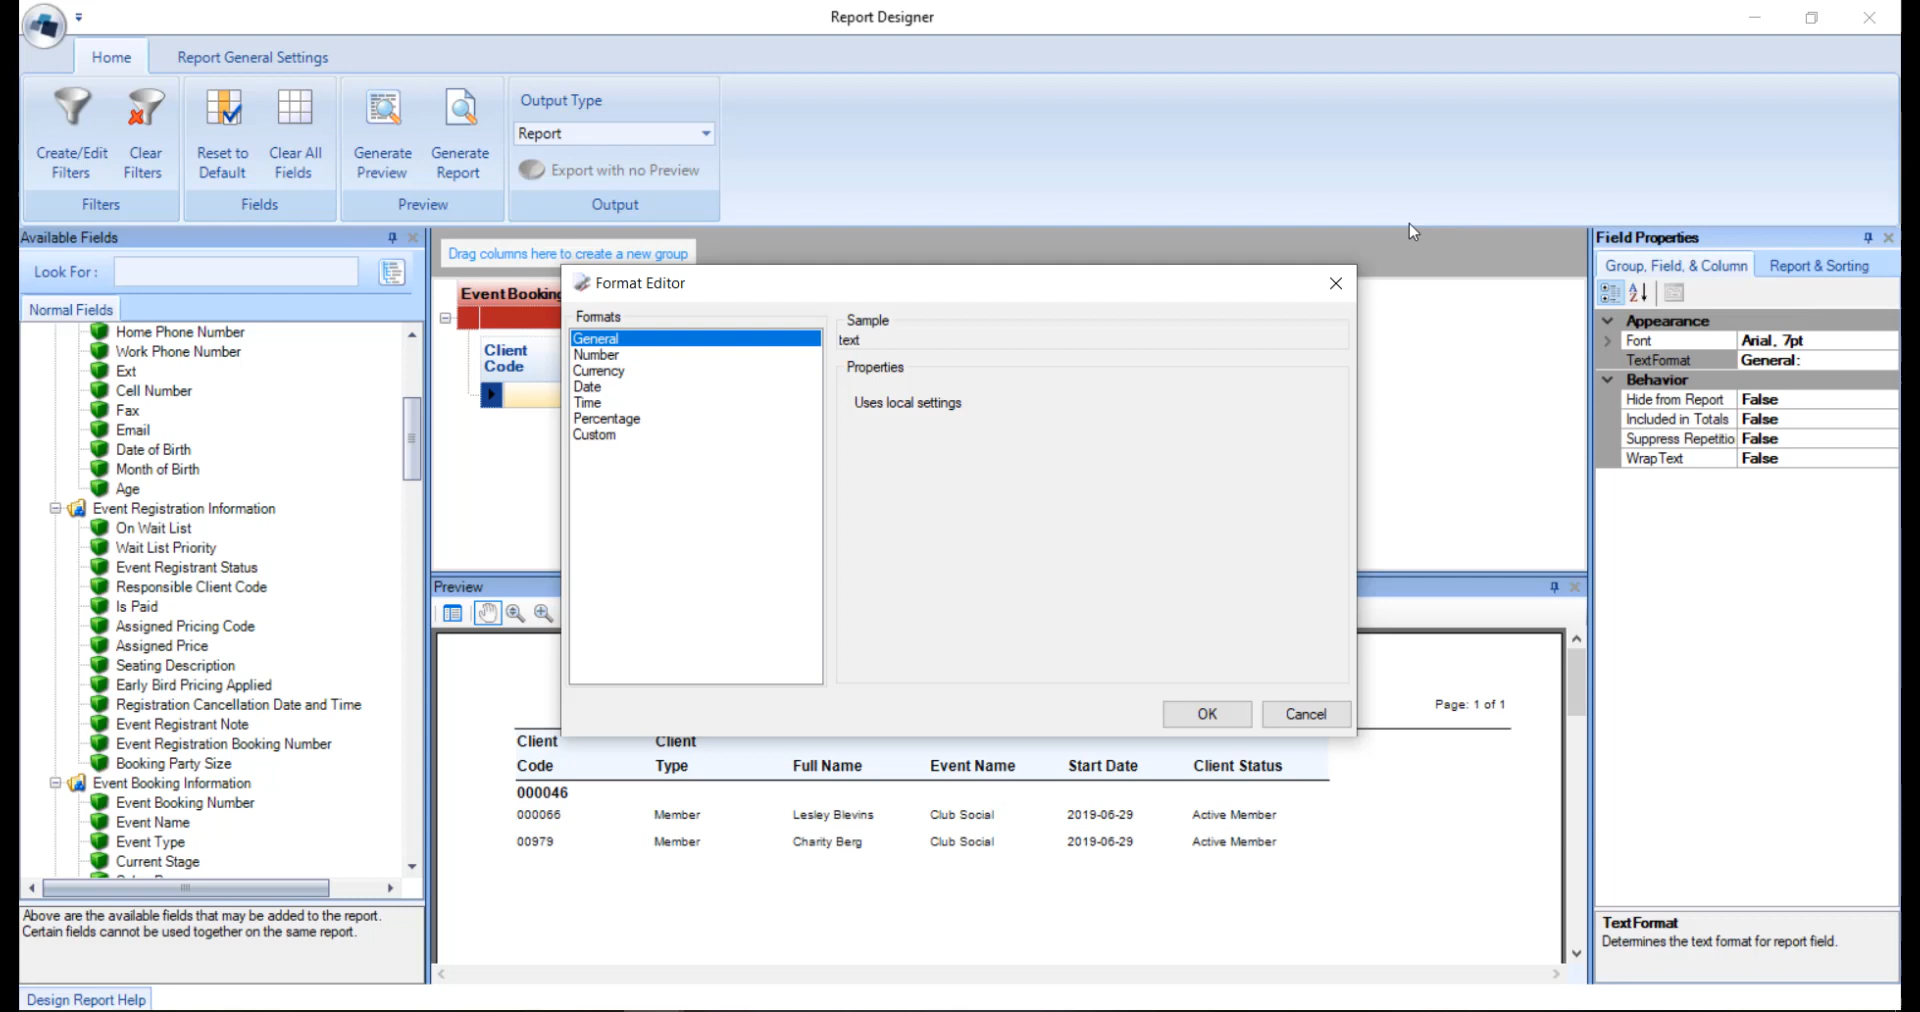 Report Designer
Home
Report General Settings
Create/Edit Filters
Clear Filters
Filters
Reset to Default
Clear All Fields
Fields
Generate Preview
Generate Report
Preview
Output Type
Report
Export with no Preview
Output
Available Fields
Look For :
Normal Fields
Home Phone Number
Work Phone Number
Ext
Cell Number
Fax
Email
Date of Birth
Month of Birth
Age
Event Registration Information
On Wait List
Wait List Priority
Event Registrant Status
Responsible Client Code
Is Paid
Assigned Pricing Code
Assigned Price
Seating Description
Early Bird Pricing Applied
Registration Cancellation Date and Time
Event Registrant Note
Event Registration Booking Number
Booking Party Size
Event Booking Information
Event Booking Number
Event Name
Event Type
Current Stage
Above are the available fields that may be added to the report.
Certain fields cannot be used together on the same report.
Design Report Help
Drag columns here to create a new group
Event Booking
Client
Code
Format Editor
Formats
General
Number
Currency
Date
Time
Percentage
Custom
Sample
text
Properties
Uses local settings
OK
Cancel
Preview
Page: 1 of 1
Client Code
Client Type
Full Name
Event Name
Start Date
Client Status
000046
000066 Member Lesley Blevins Club Social 2019-06-29 Active Member
00979 Member Charity Berg Club Social 2019-06-29 Active Member
Field Properties
Group, Field, & Column
Report & Sorting
Appearance
Font Arial, 7pt
TextFormat General:
Behavior
Hide from Report False
Included in Totals False
Suppress Repetitio False
WrapText False
TextFormat
Determines the text format for report field.